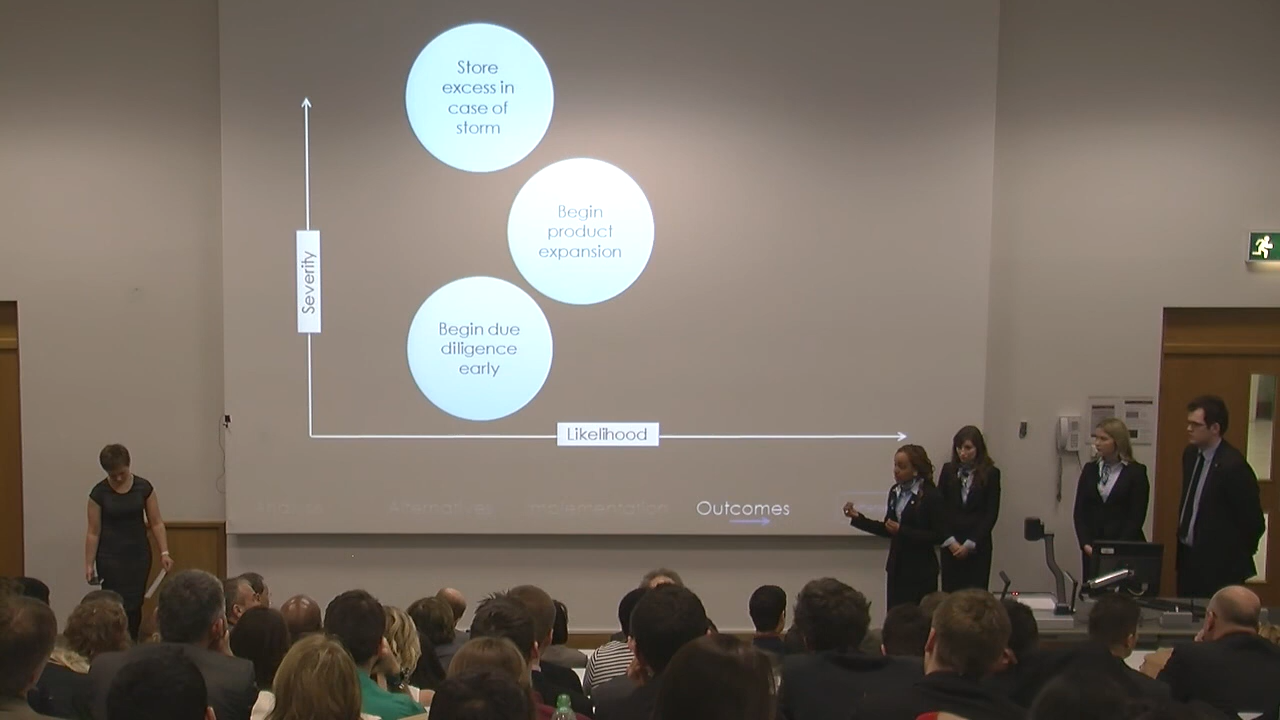 Store
excess in
case of
storm
Begin
product
expansion
Severity
Begin due
diligence
early
Likelihood
Alternatives Implementation Outcomes